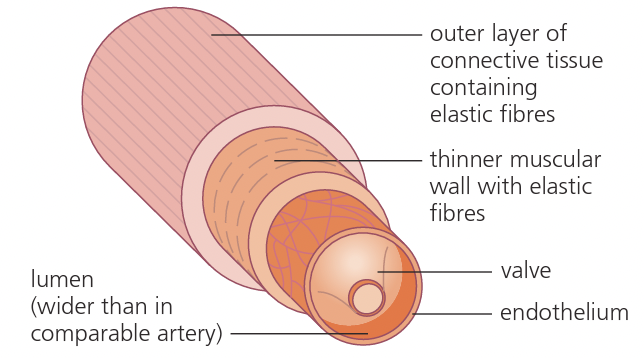 outer layer of
connective tissue
containing
elastic fibres
thinner muscular
wall with elastic
fibres
valve
endothelium
lumen
(wider than in
comparable artery)